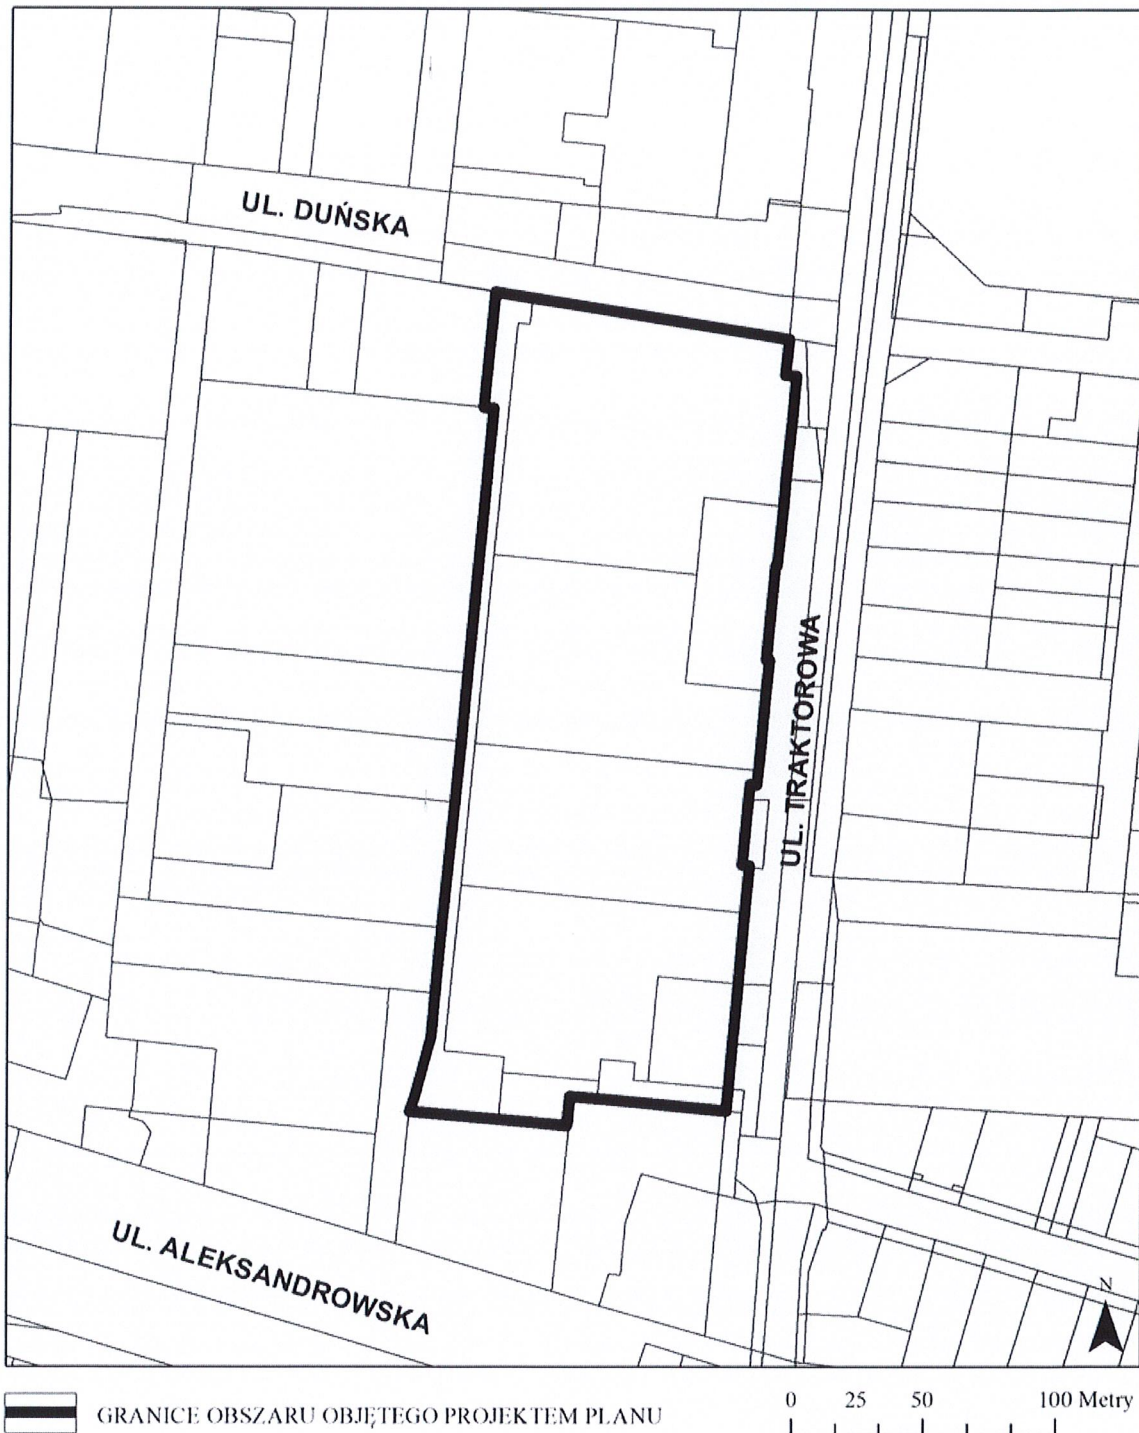 UL. DUŃSKA
UL. TRAKTOROWA
UL. ALEKSANDROWSKA
N
GRANICE OBSZARU OBJĘTEGO PROJEKTEM PLANU
0 25 50 100 Metry